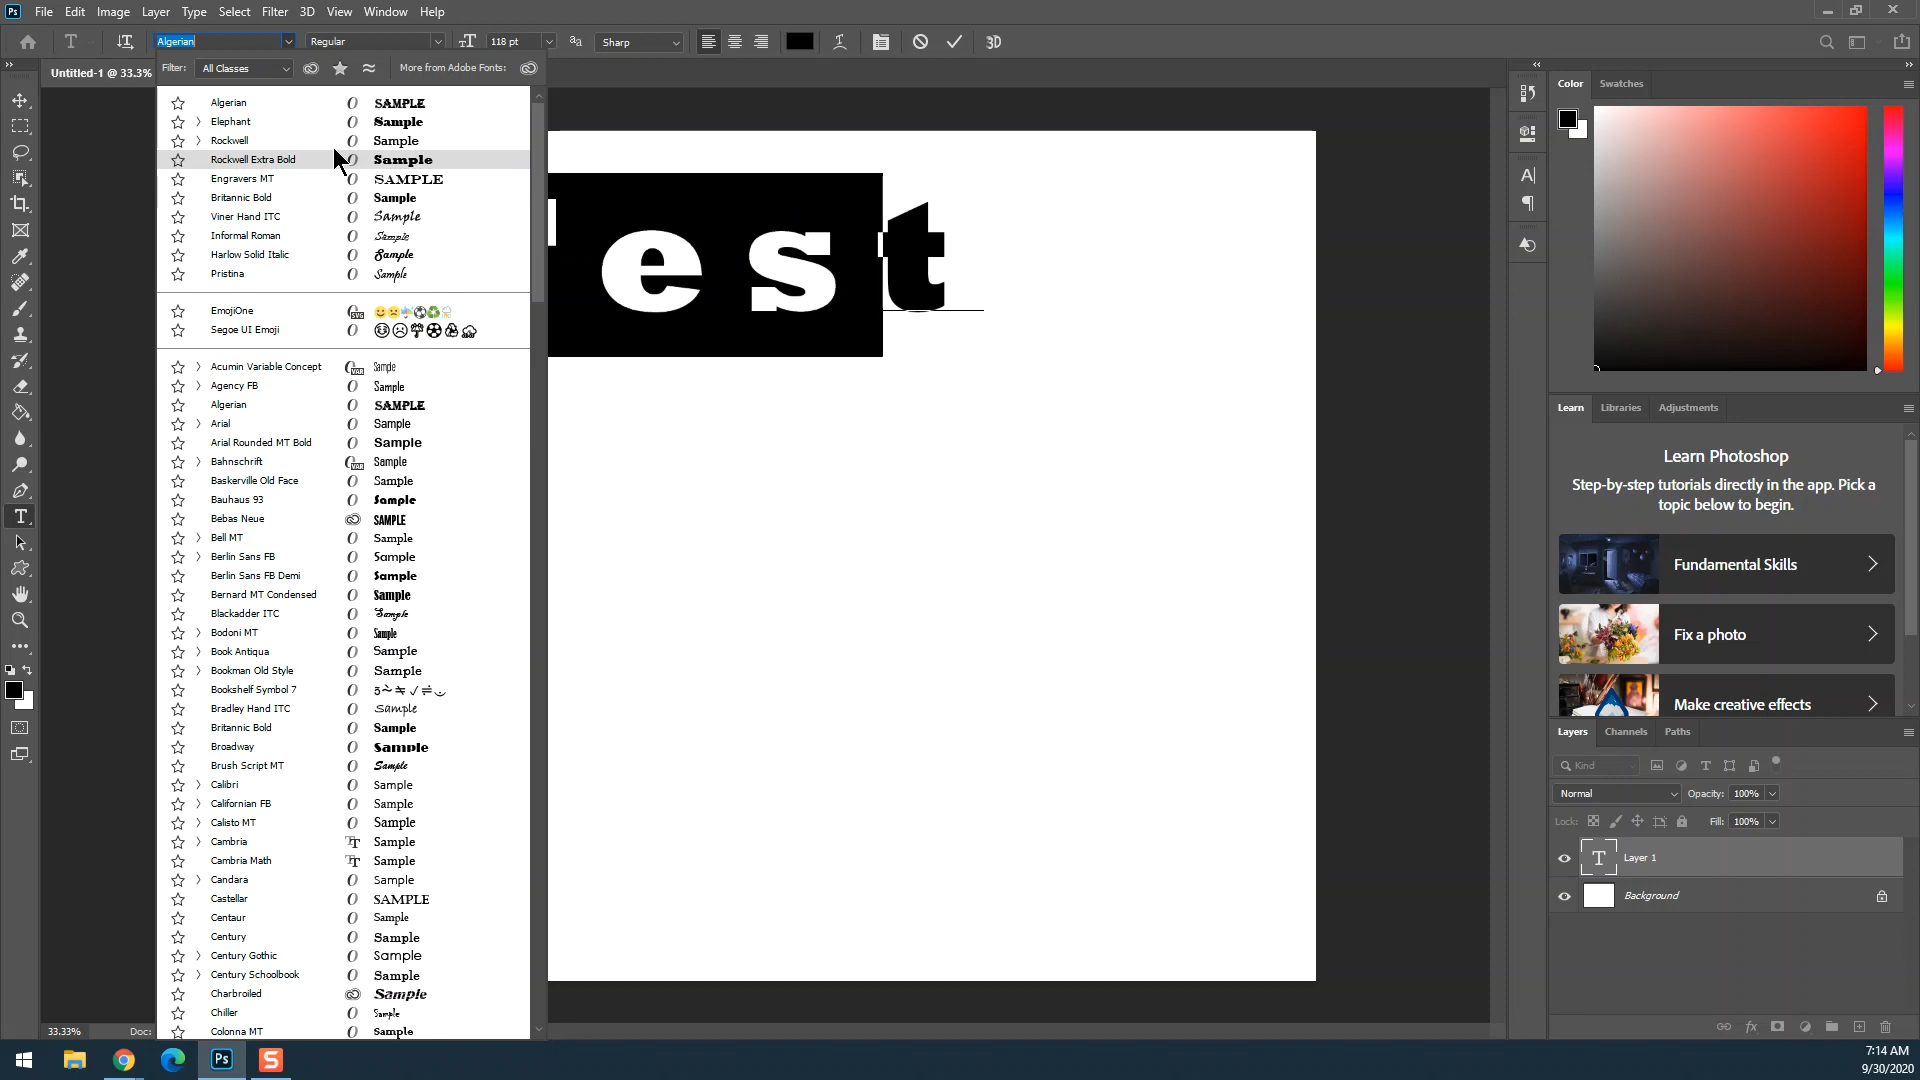 Ps File Edit Image Layer Type Select Filter 3D View Window Help
Algerian Regular 118 pt Sharp 3D
Untitled-1 @ 33.3%
Filter: All Classes More from Adobe Fonts:
Algerian SAMPLE
Elephant Sample
Rockwell Sample
Rockwell Extra Bold Sample
Engravers MT SAMPLE
Britannic Bold Sample
Viner Hand ITC Sample
Informal Roman Sample
Harlow Solid Italic Sample
Pristina Sample
EmojiOne
Segoe UI Emoji
Acumin Variable Concept Sample
Agency FB Sample
Algerian SAMPLE
Arial Sample
Arial Rounded MT Bold Sample
Bahnschrift Sample
Baskerville Old Face Sample
Bauhaus 93 Sample
Bebas Neue SAMPLE
Bell MT Sample
Berlin Sans FB Sample
Berlin Sans FB Demi Sample
Bernard MT Condensed Sample
Blackadder ITC Sample
Bodoni MT Sample
Book Antiqua Sample
Bookman Old Style Sample
Bookshelf Symbol 7
Bradley Hand ITC Sample
Britannic Bold Sample
Broadway Sample
Brush Script MT Sample
Calibri Sample
Californian FB Sample
Calisto MT Sample
Cambria Sample
Cambria Math Sample
Candara Sample
Castellar SAMPLE
Centaur Sample
Century Sample
Century Gothic Sample
Century Schoolbook Sample
Charbroiled Sample
Chiller Sample
Colonna MT Sample
est
33.33% Doc:
Color Swatches
Learn Libraries Adjustments
Learn Photoshop
Step-by-step tutorials directly in the app. Pick a
topic below to begin.
Fundamental Skills
Fix a photo
Make creative effects
Layers Channels Paths
Kind
Normal Opacity: 100%
Lock: Fill: 100%
Layer 1
Background
Ps S
7:14 AM
9/30/2020